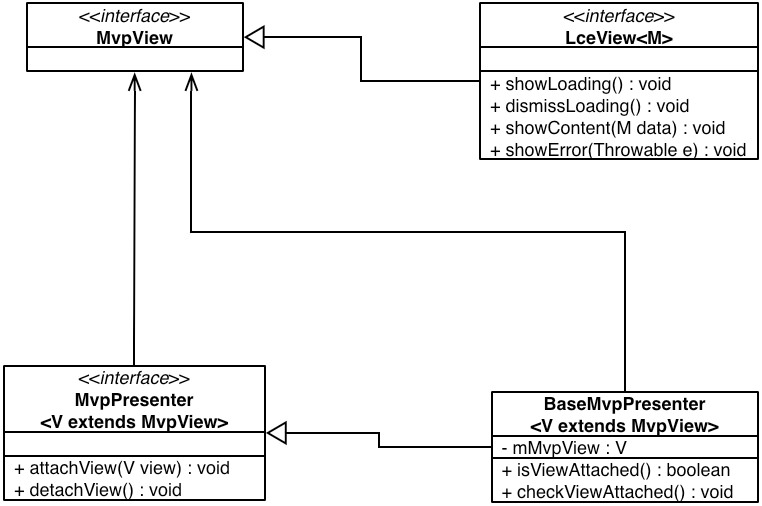 <<interface>>
MvpView
<<interface>>
LceView<M>
+ showLoading() : void
+ dismissLoading() : void
+ showContent(M data) : void
+ showError(Throwable e) : void
<<interface>>
MvpPresenter
<V extends MvpView>
+ attachView(V view) : void
+ detachView() : void
BaseMvpPresenter
<V extends MvpView>
- mMvpView : V
+ isViewAttached() : boolean
+ checkViewAttached() : void